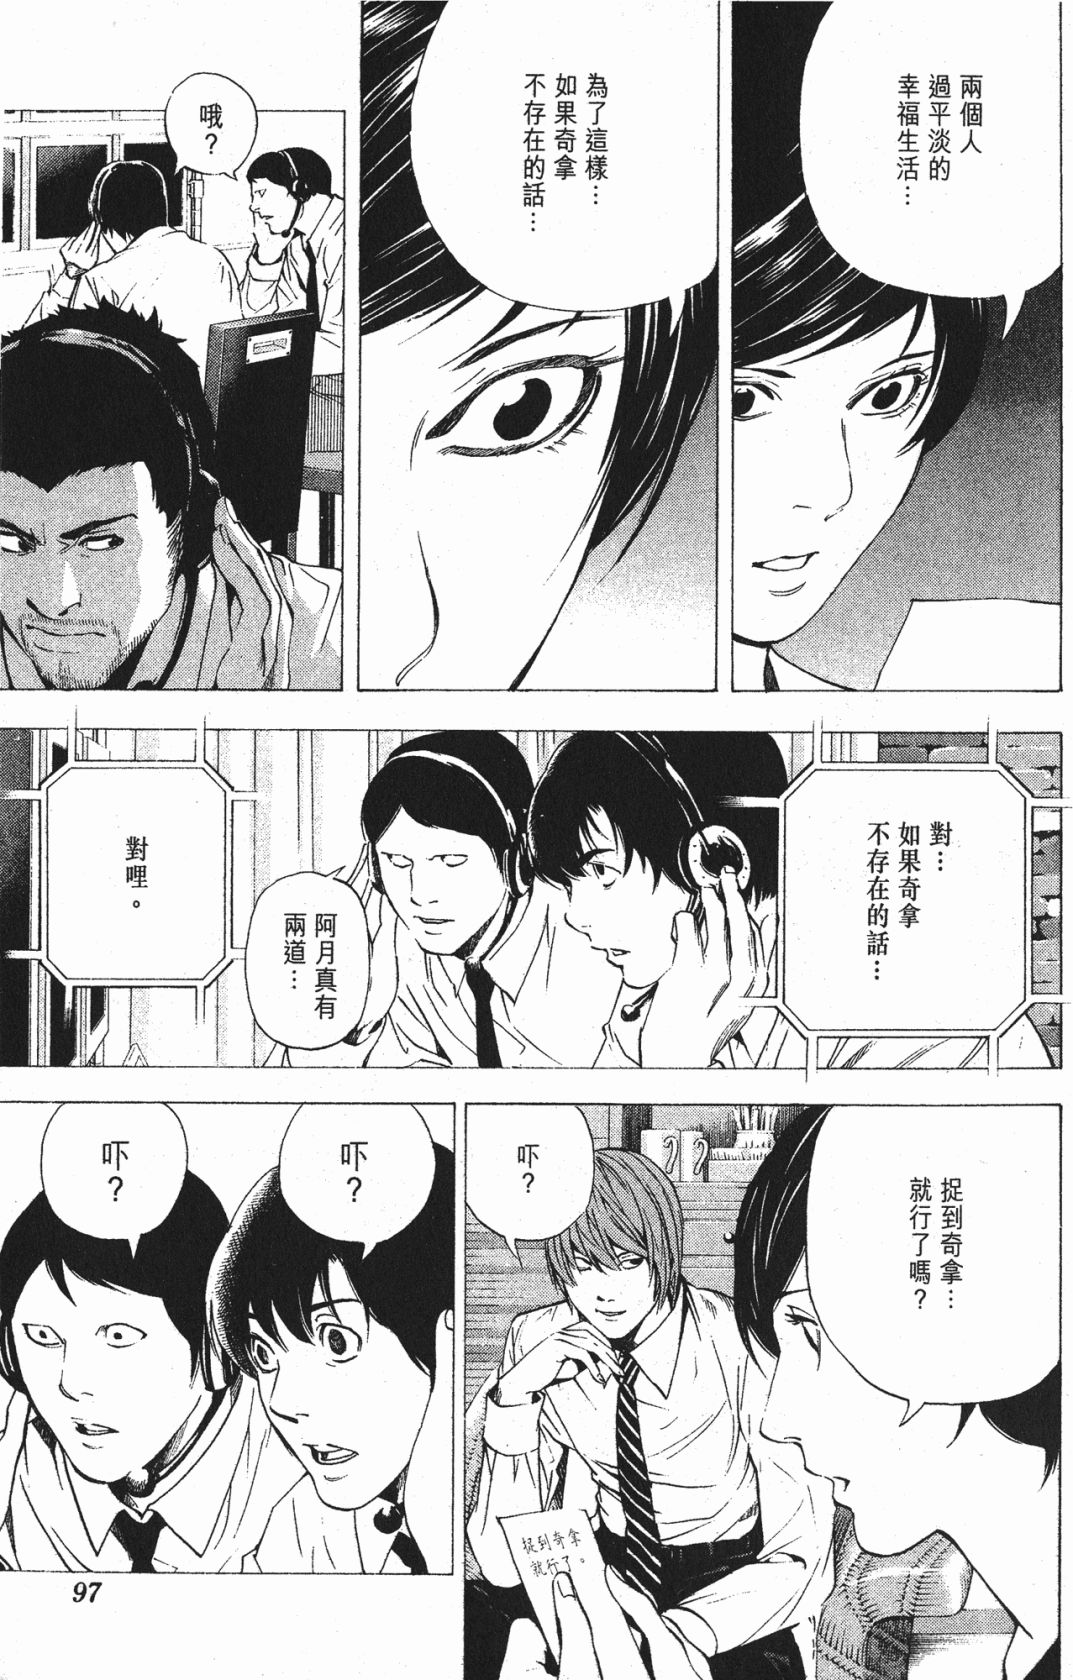 兩個人
過平淡的
幸福生活…
為了這樣…
如果奇拿
不存在的話…
哦？
對…
如果奇拿
不存在的話…
阿月真有
兩道…
對哩。
捉到奇拿…
就行了嗎？
吓？
捉到奇拿
就行了。
吓？
吓？
97